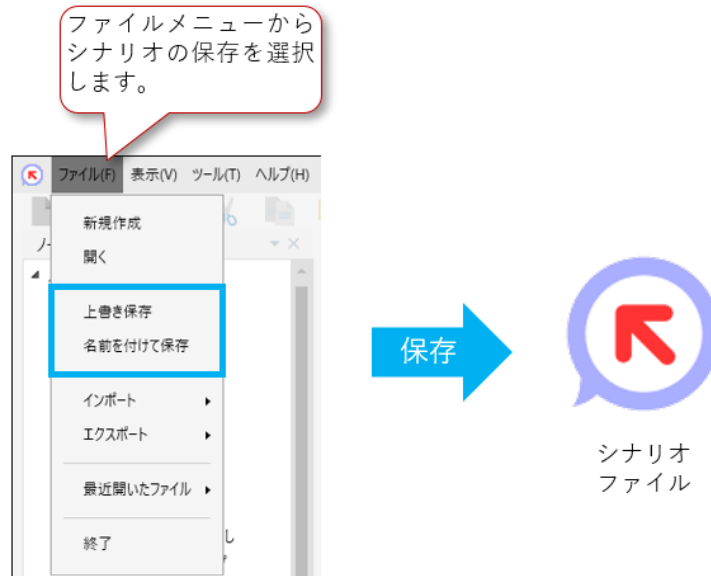 ファイルメニューから
シナリオの保存を選択
します。
ファイル(F) 表示(V) ツール(T) ヘルプ(H)
新規作成
開く
上書き保存
名前を付けて保存
インポート
エクスポート
最近開いたファイル
終了
保存
シナリオ
ファイル